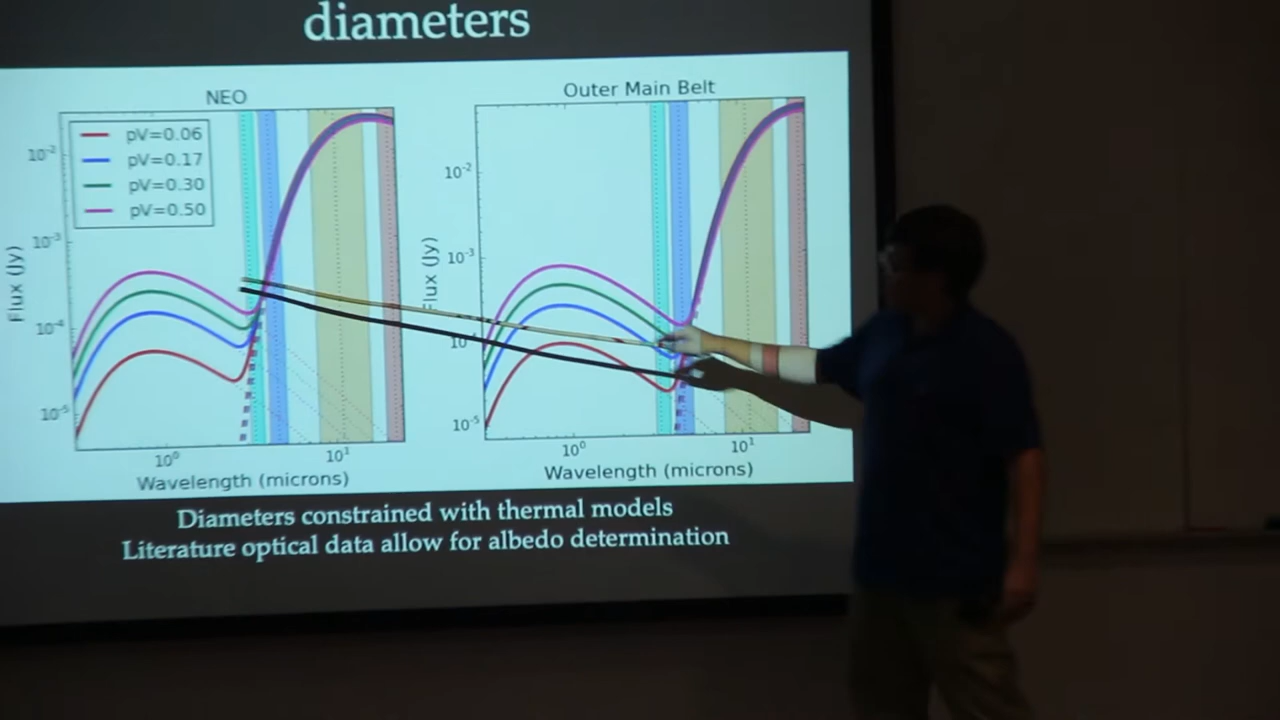 diameters
NEO
pV=0.06
pV=0.17
pV=0.30
pV=0.50
10⁻²
10⁻³
10⁻⁴
10⁻⁵
Flux (Jy)
10⁰
10¹
Wavelength (microns)
Outer Main Belt
10⁻²
10⁻³
10⁻⁴
10⁻⁵
Flux (Jy)
10⁰
10¹
Wavelength (microns)
Diameters constrained with thermal models
Literature optical data allow for albedo determination